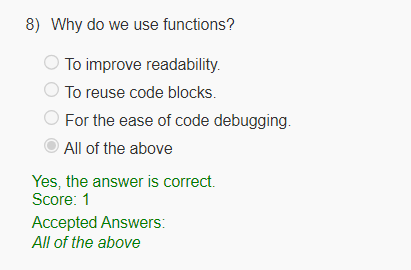 8) Why do we use functions?
To improve readability.
To reuse code blocks.
For the ease of code debugging.
All of the above
Yes, the answer is correct.
Score: 1
Accepted Answers:
All of the above